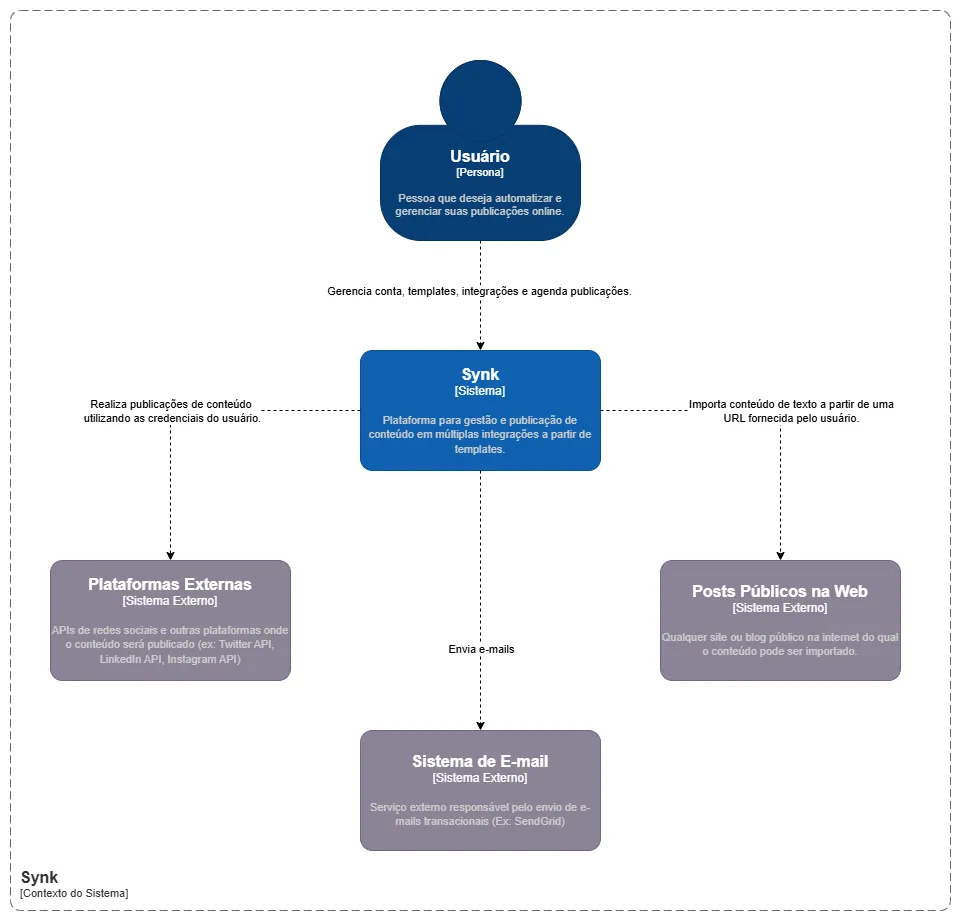 Usuário
[Persona]
Pessoa que deseja automatizar e
gerenciar suas publicações online.
Gerencia conta, templates, integrações e agenda publicações.
Synk
[Sistema]
Plataforma para gestão e publicação de
conteúdo em múltiplas integrações a partir de
templates.
Realiza publicações de conteúdo
utilizando as credenciais do usuário.
Importa conteúdo de texto a partir de uma
URL fornecida pelo usuário.
Plataformas Externas
[Sistema Externo]
APIs de redes sociais e outras plataformas onde
o conteúdo será publicado (ex: Twitter API,
LinkedIn API, Instagram API)
Posts Públicos na Web
[Sistema Externo]
Qualquer site ou blog público na internet do qual
o conteúdo pode ser importado.
Envia e-mails
Sistema de E-mail
[Sistema Externo]
Serviço externo responsável pelo envio de e-
mails transacionais (Ex: SendGrid)
Synk
[Contexto do Sistema]